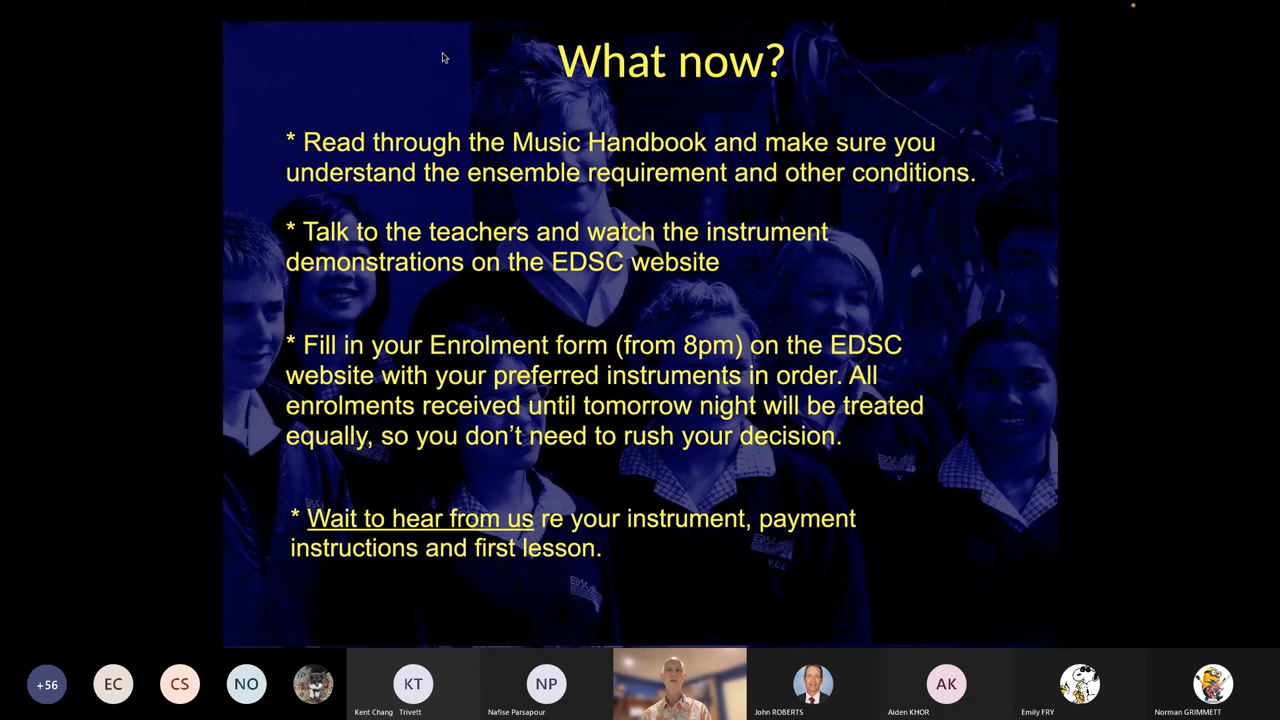 What now?
* Read through the Music Handbook and make sure you
understand the ensemble requirement and other conditions.
* Talk to the teachers and watch the instrument
demonstrations on the EDSC website
* Fill in your Enrolment form (from 8pm) on the EDSC
website with your preferred instruments in order. All
enrolments received until tomorrow night will be treated
equally, so you don’t need to rush your decision.
* Wait to hear from us re your instrument, payment
instructions and first lesson.
EDSC
EDSC
V.C.E.
EDSC
+56
EC
CS
NO
KT
NP
AK
Kent Chang Trivett
Nafise Parsapour
John ROBERTS
Aiden KHOR
Emily FRY
Norman GRIMMETT